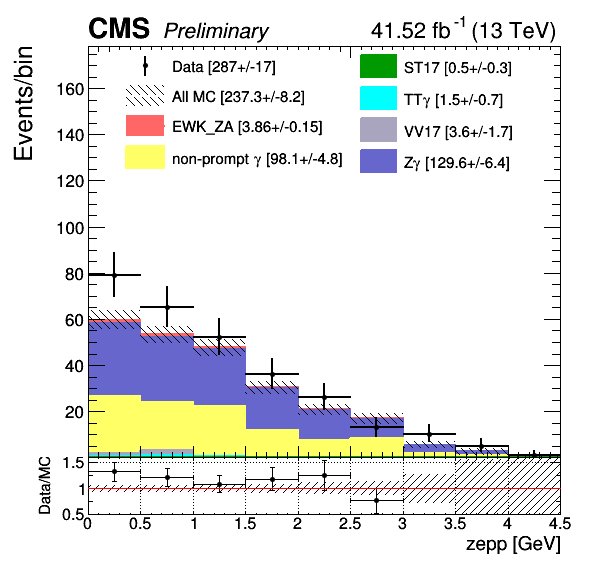 CMS Preliminary 41.52 fb⁻¹ (13 TeV)
Events/bin
Data [287+/-17]
All MC [237.3+/-8.2]
EWK_ZA [3.86+/-0.15]
non-prompt γ [98.1+/-4.8]
ST17 [0.5+/-0.3]
TTγ [1.5+/-0.7]
VV17 [3.6+/-1.7]
Zγ [129.6+/-6.4]
160
140
120
100
80
60
40
20
Data/MC
1.5
1
0.5
0 0.5 1 1.5 2 2.5 3 3.5 4 4.5
zepp [GeV]